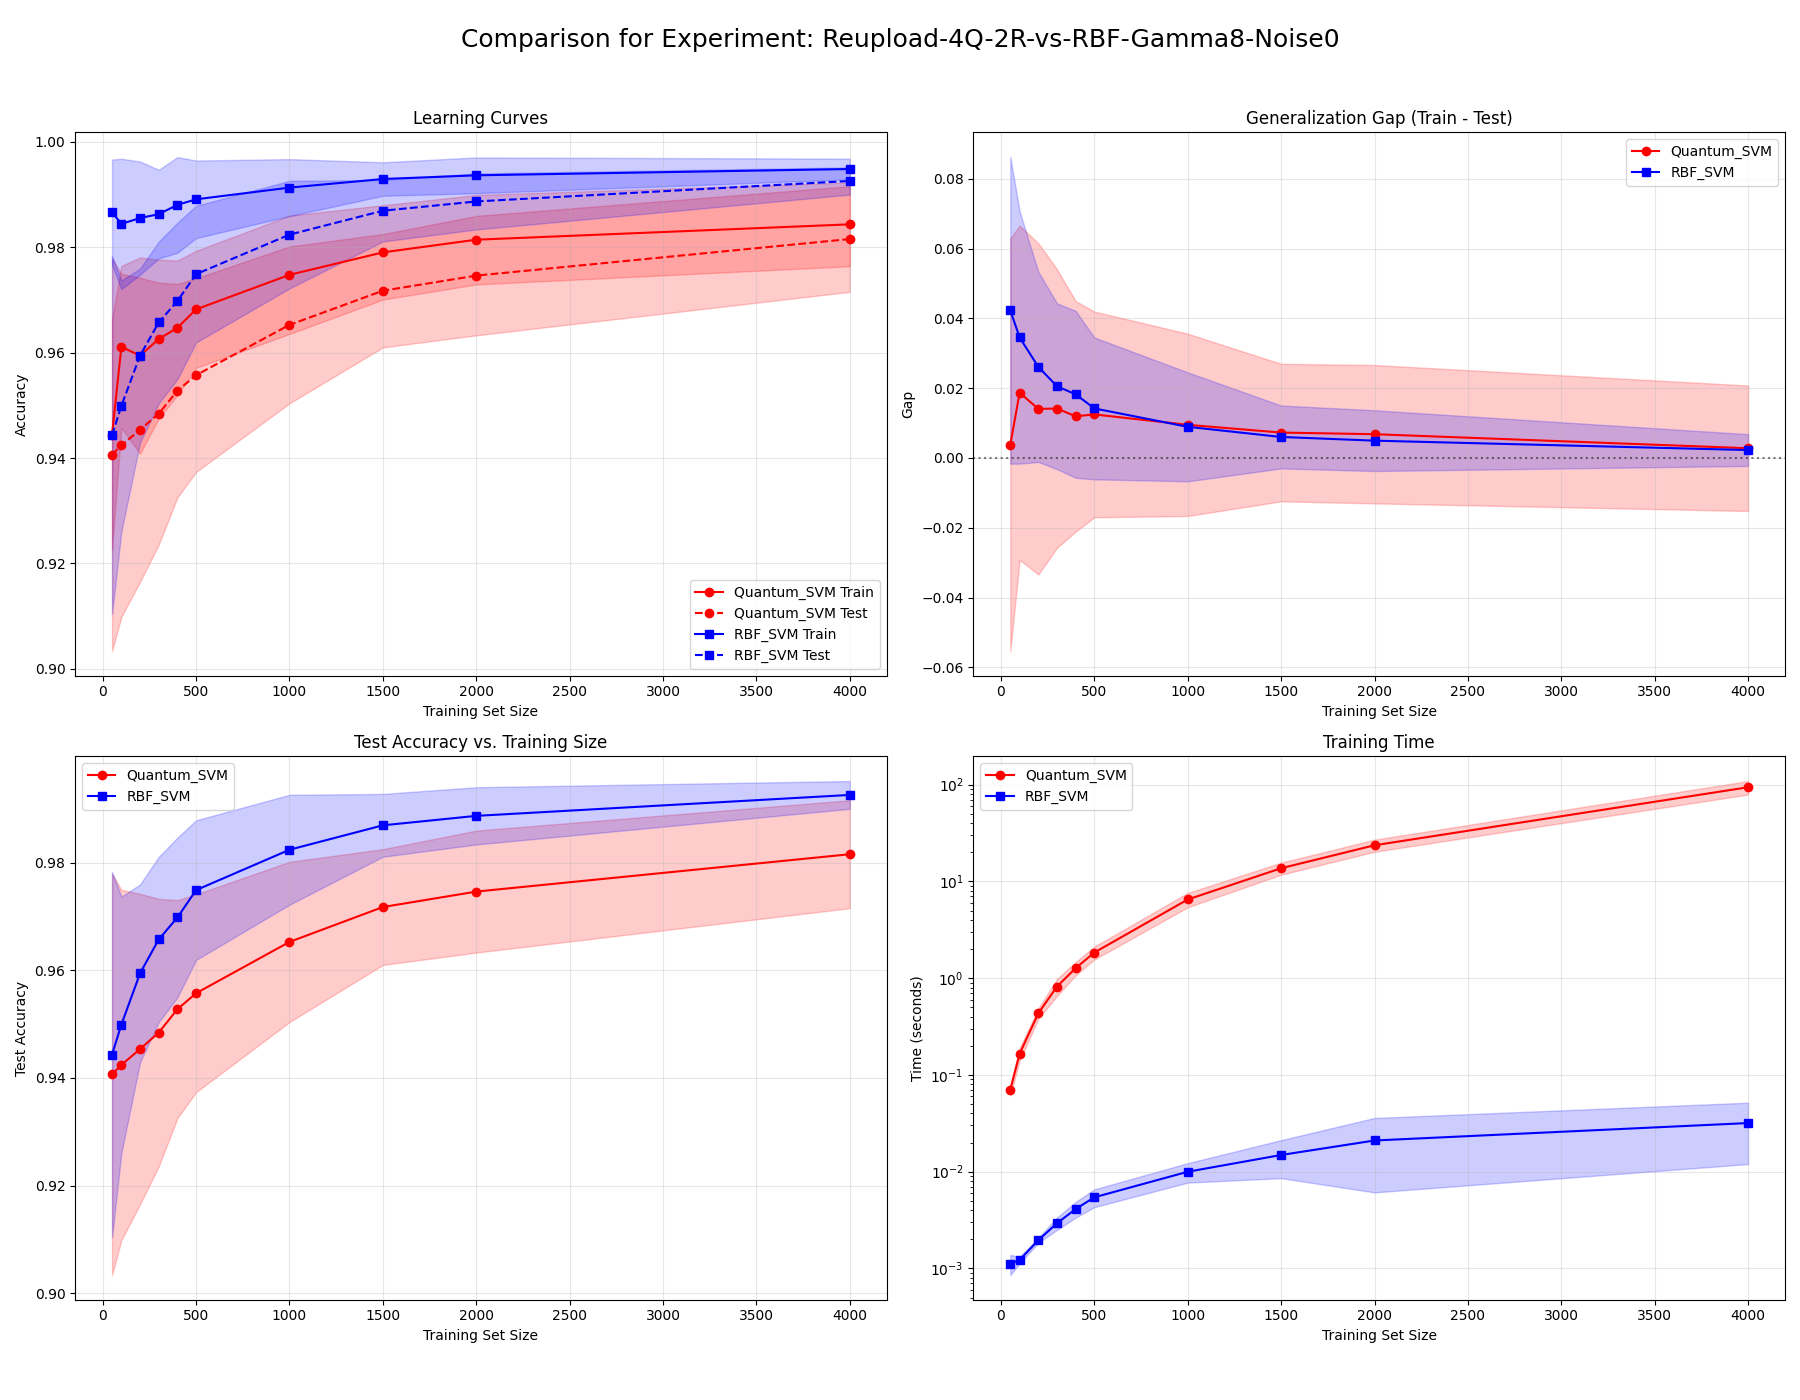 Comparison for Experiment: Reupload-4Q-2R-vs-RBF-Gamma8-Noise0
Learning Curves
1.00
0.98
0.96
0.94
0.92
0.90
Accuracy
0 500 1000 1500 2000 2500 3000 3500 4000
Training Set Size
Quantum_SVM Train
Quantum_SVM Test
RBF_SVM Train
RBF_SVM Test
Generalization Gap (Train - Test)
0.08
0.06
0.04
0.02
0.00
−0.02
−0.04
−0.06
Gap
0 500 1000 1500 2000 2500 3000 3500 4000
Training Set Size
Quantum_SVM
RBF_SVM
Test Accuracy vs. Training Size
Quantum_SVM
RBF_SVM
0.98
0.96
0.94
0.92
0.90
Test Accuracy
0 500 1000 1500 2000 2500 3000 3500 4000
Training Set Size
Training Time
Quantum_SVM
RBF_SVM
10²
10¹
10⁰
10⁻¹
10⁻²
10⁻³
Time (seconds)
0 500 1000 1500 2000 2500 3000 3500 4000
Training Set Size